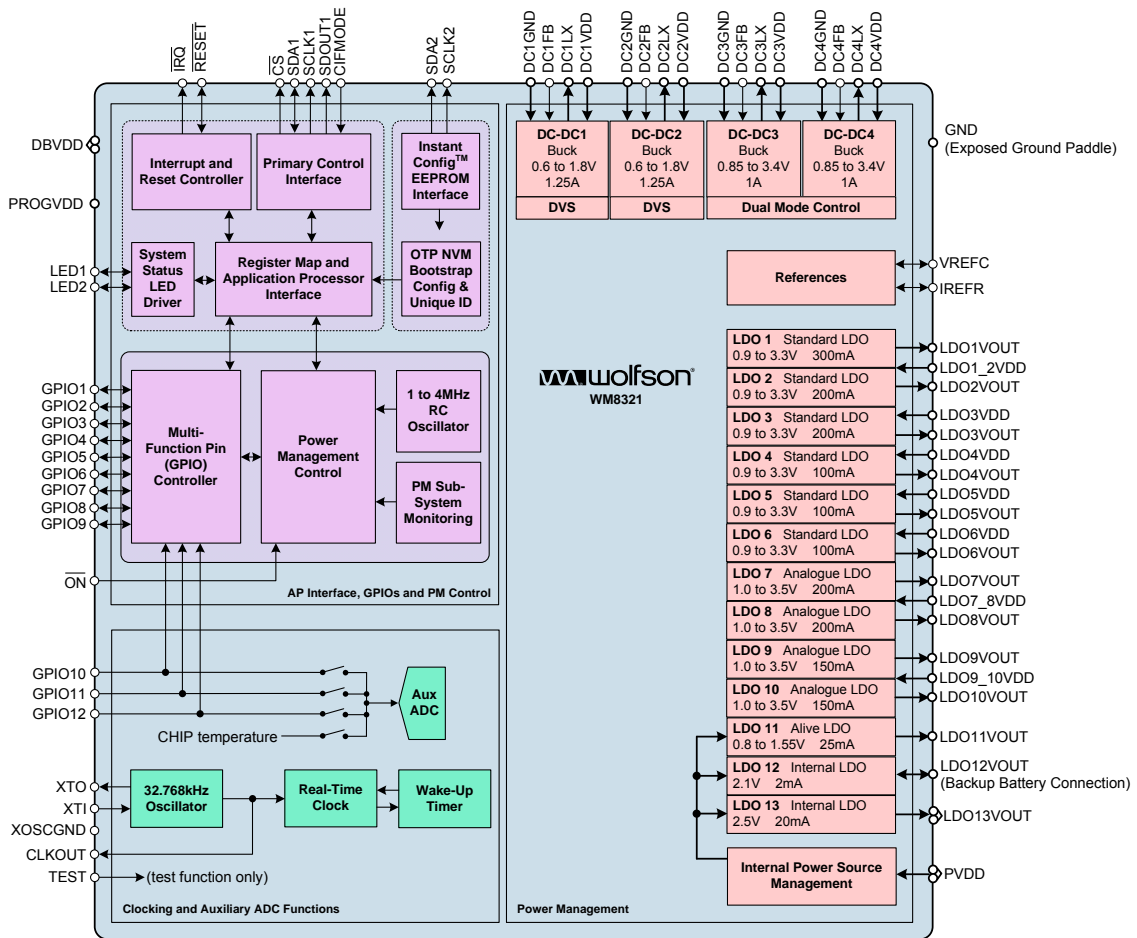 IRQ
RESET
CS
SDA1
SCLK1
SDOUT1
CIFMODE
SDA2
SCLK2
DC1GND
DC1FB
DC1LX
DC1VDD
DC2GND
DC2FB
DC2LX
DC2VDD
DC3GND
DC3FB
DC3LX
DC3VDD
DC4GND
DC4FB
DC4LX
DC4VDD
DBVDD
PROGVDD
LED1
LED2
GPIO1
GPIO2
GPIO3
GPIO4
GPIO5
GPIO6
GPIO7
GPIO8
GPIO9
ON
Interrupt and
Reset Controller
Primary Control
Interface
Instant
Config™
EEPROM
Interface
System
Status
LED
Driver
Register Map and
Application Processor
Interface
OTP NVM
Bootstrap
Config &
Unique ID
Multi-
Function Pin
(GPIO)
Controller
Power
Management
Control
1 to 4MHz
RC
Oscillator
PM Sub-
System
Monitoring
AP Interface, GPIOs and PM Control
GPIO10
GPIO11
GPIO12
CHIP temperature
Aux
ADC
XTO
XTI
XOSCGND
CLKOUT
TEST
32.768kHz
Oscillator
Real-Time
Clock
Wake-Up
Timer
(test function only)
Clocking and Auxiliary ADC Functions
DC-DC1
Buck
0.6 to 1.8V
1.25A
DVS
DC-DC2
Buck
0.6 to 1.8V
1.25A
DVS
DC-DC3
Buck
0.85 to 3.4V
1A
DC-DC4
Buck
0.85 to 3.4V
1A
Dual Mode Control
References
wolfson®
WM8321
LDO 1 Standard LDO
0.9 to 3.3V 300mA
LDO 2 Standard LDO
0.9 to 3.3V 200mA
LDO 3 Standard LDO
0.9 to 3.3V 200mA
LDO 4 Standard LDO
0.9 to 3.3V 100mA
LDO 5 Standard LDO
0.9 to 3.3V 100mA
LDO 6 Standard LDO
0.9 to 3.3V 100mA
LDO 7 Analogue LDO
1.0 to 3.5V 200mA
LDO 8 Analogue LDO
1.0 to 3.5V 200mA
LDO 9 Analogue LDO
1.0 to 3.5V 150mA
LDO 10 Analogue LDO
1.0 to 3.5V 150mA
LDO 11 Alive LDO
0.8 to 1.55V 25mA
LDO 12 Internal LDO
2.1V 2mA
LDO 13 Internal LDO
2.5V 20mA
Internal Power Source
Management
Power Management
GND
(Exposed Ground Paddle)
VREFC
IREFR
LDO1VOUT
LDO1_2VDD
LDO2VOUT
LDO3VDD
LDO3VOUT
LDO4VDD
LDO4VOUT
LDO5VDD
LDO5VOUT
LDO6VDD
LDO6VOUT
LDO7VOUT
LDO7_8VDD
LDO8VOUT
LDO9VOUT
LDO9_10VDD
LDO10VOUT
LDO11VOUT
LDO12VOUT
(Backup Battery Connection)
LDO13VOUT
PVDD